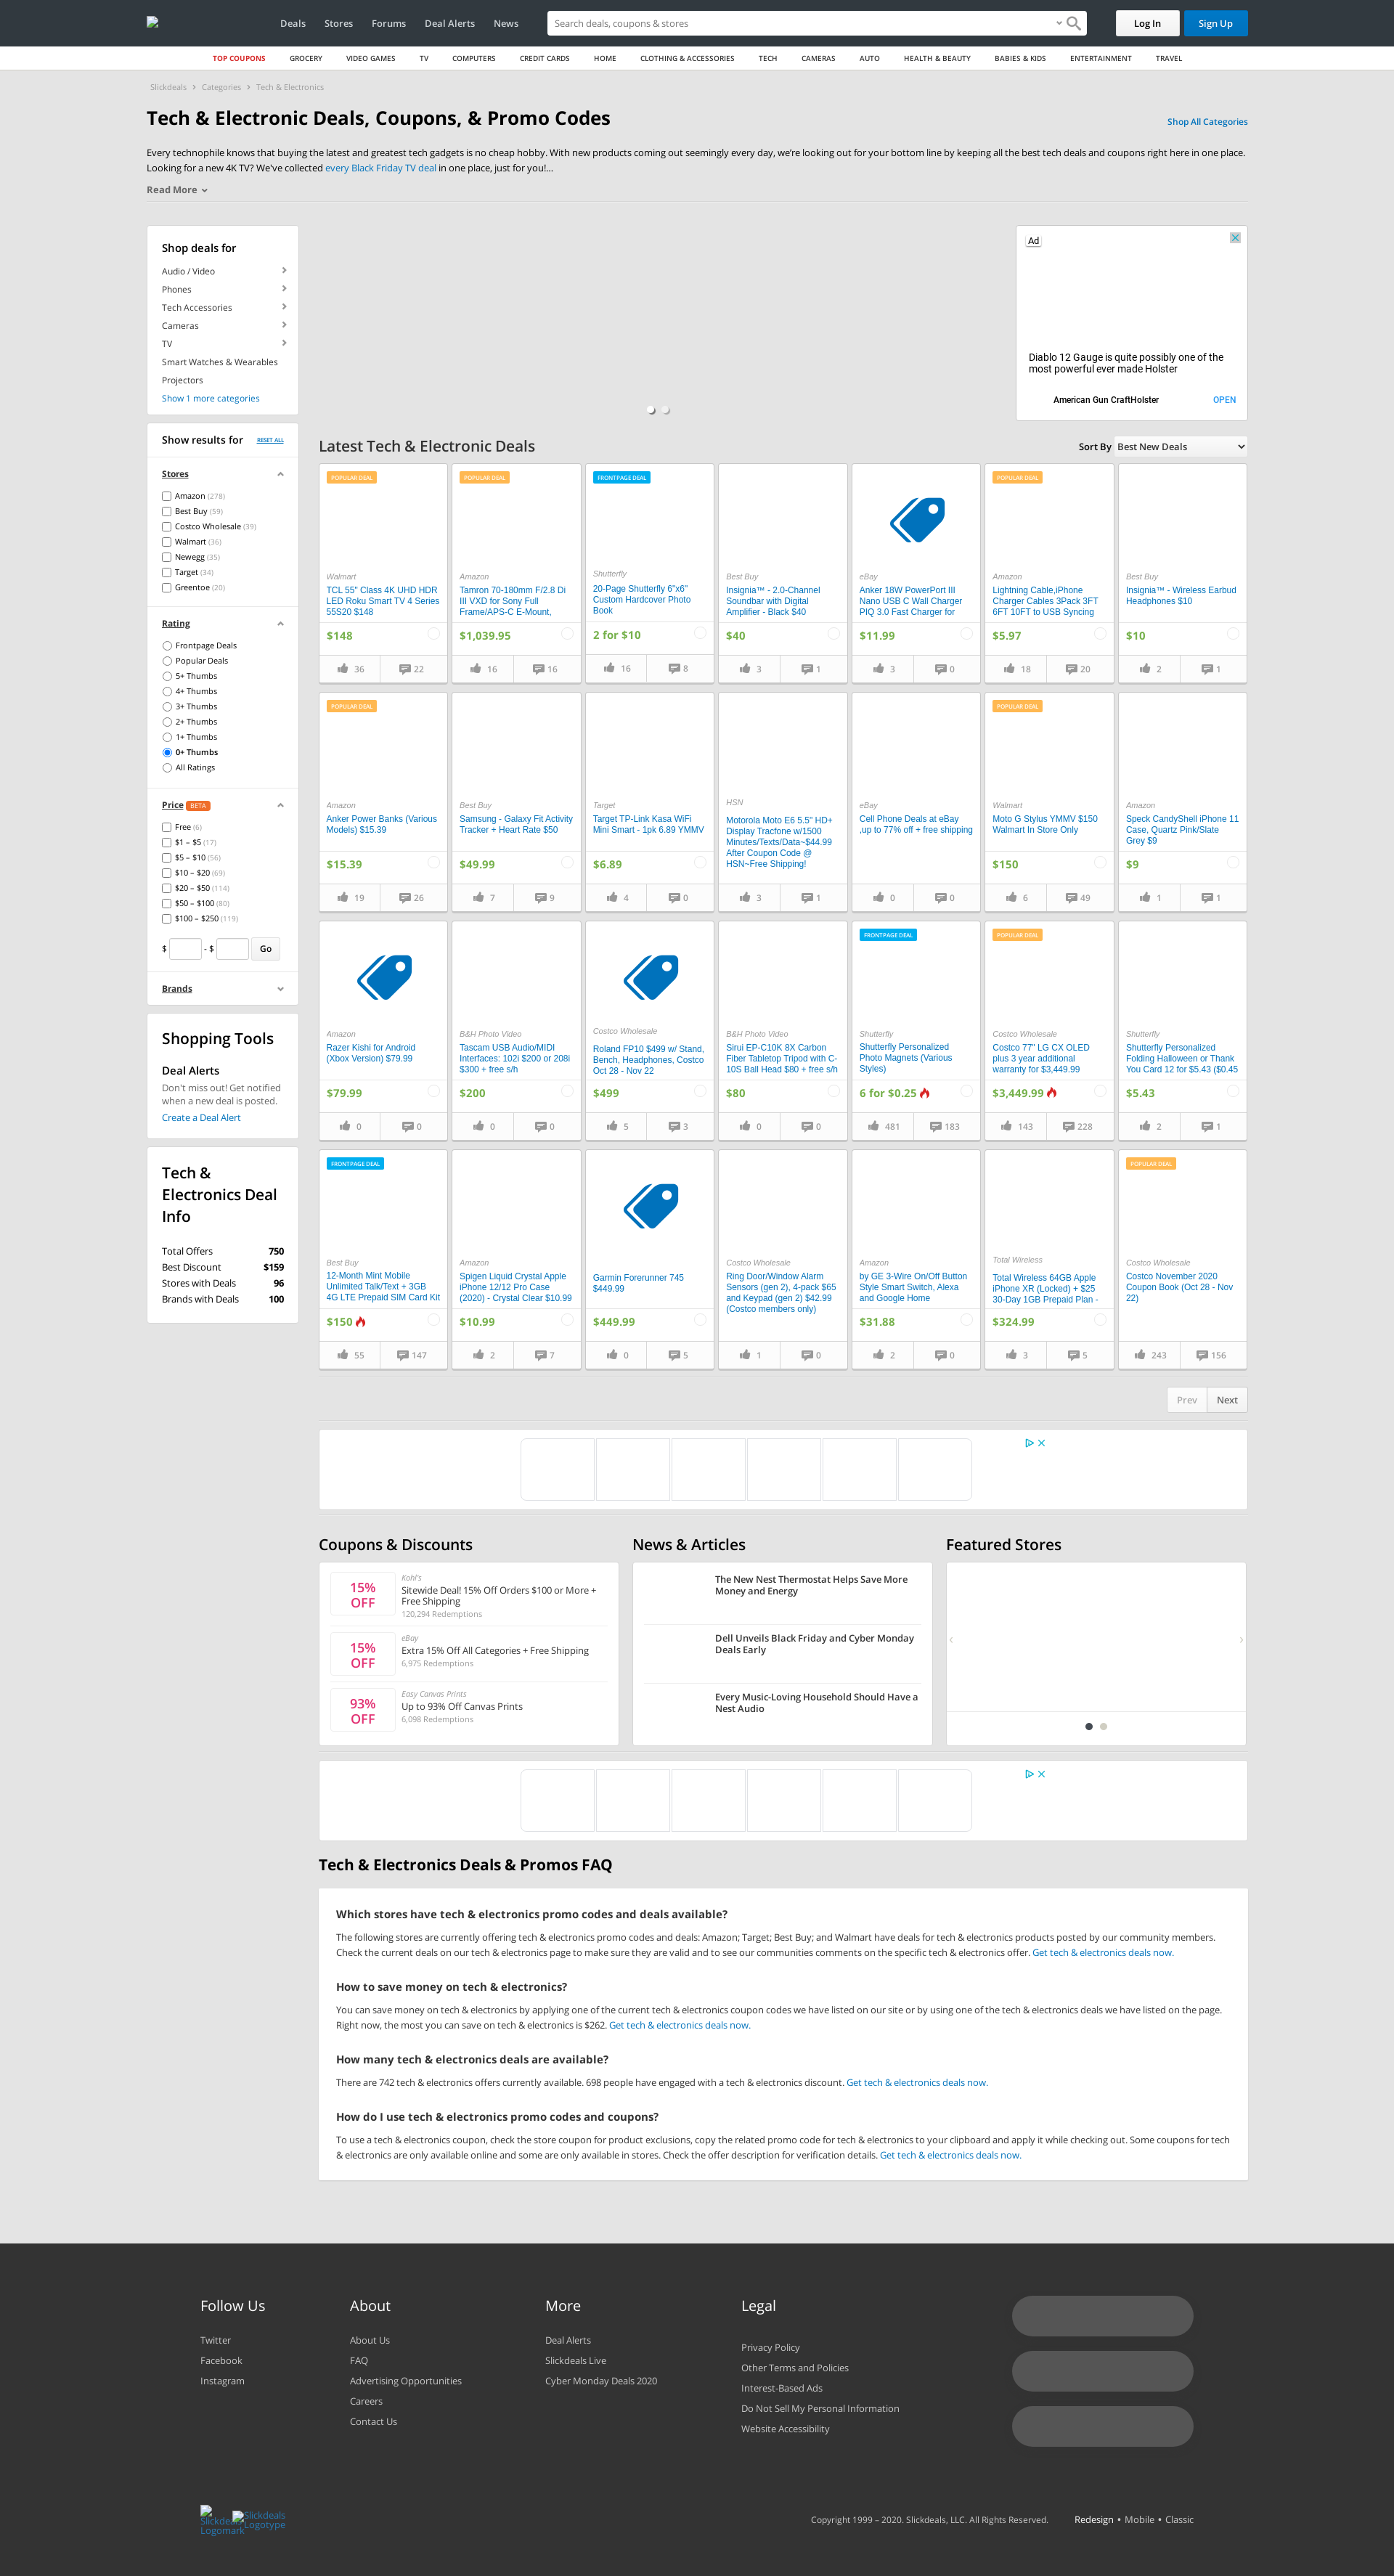 Deals Stores Forums Deal Alerts News Search deals, coupons & stores Log In Sign Up
TOP COUPONS GROCERY VIDEO GAMES TV COMPUTERS CREDIT CARDS HOME CLOTHING & ACCESSORIES TECH CAMERAS AUTO HEALTH & BEAUTY BABIES & KIDS ENTERTAINMENT TRAVEL
Slickdeals › Categories › Tech & Electronics
Tech & Electronic Deals, Coupons, & Promo Codes
Shop All Categories
Every technophile knows that buying the latest and greatest tech gadgets is no cheap hobby. With new products coming out seemingly every day, we're looking out for your bottom line by keeping all the best tech deals and coupons right here in one place.
Looking for a new 4K TV? We've collected every Black Friday TV deal in one place, just for you!...
Read More
Shop deals for
Audio / Video
Phones
Tech Accessories
Cameras
TV
Smart Watches & Wearables
Projectors
Show 1 more categories
Show results for RESET ALL
Stores
Amazon (278)
Best Buy (59)
Costco Wholesale (39)
Walmart (36)
Newegg (35)
Target (34)
Greentoe (20)
Rating
Frontpage Deals
Popular Deals
5+ Thumbs
4+ Thumbs
3+ Thumbs
2+ Thumbs
1+ Thumbs
0+ Thumbs
All Ratings
Price BETA
Free (6)
$1 – $5 (17)
$5 – $10 (56)
$10 – $20 (69)
$20 – $50 (114)
$50 – $100 (80)
$100 – $250 (119)
$ - $ Go
Brands
Shopping Tools
Deal Alerts
Don't miss out! Get notified
when a new deal is posted.
Create a Deal Alert
Tech &
Electronics Deal
Info
Total Offers 750
Best Discount $159
Stores with Deals 96
Brands with Deals 100
Ad
Diablo 12 Gauge is quite possibly one of the
most powerful ever made Holster
American Gun CraftHolster OPEN
Latest Tech & Electronic Deals
Sort By Best New Deals
POPULAR DEAL
Walmart
TCL 55" Class 4K UHD HDR
LED Roku Smart TV 4 Series
55S20 $148
$148
36 22
POPULAR DEAL
Amazon
Tamron 70-180mm F/2.8 Di
III VXD for Sony Full
Frame/APS-C E-Mount,
$1,039.95
16 16
FRONTPAGE DEAL
Shutterfly
20-Page Shutterfly 6"x6"
Custom Hardcover Photo
Book
2 for $10
16 8
Best Buy
Insignia™ - 2.0-Channel
Soundbar with Digital
Amplifier - Black $40
$40
3 1
eBay
Anker 18W PowerPort III
Nano USB C Wall Charger
PIQ 3.0 Fast Charger for
$11.99
3 0
POPULAR DEAL
Amazon
Lightning Cable,iPhone
Charger Cables 3Pack 3FT
6FT 10FT to USB Syncing
$5.97
18 20
Best Buy
Insignia™ - Wireless Earbud
Headphones $10
$10
2 1
POPULAR DEAL
Amazon
Anker Power Banks (Various
Models) $15.39
$15.39
19 26
Best Buy
Samsung - Galaxy Fit Activity
Tracker + Heart Rate $50
$49.99
7 9
Target
Target TP-Link Kasa WiFi
Mini Smart - 1pk 6.89 YMMV
$6.89
4 0
HSN
Motorola Moto E6 5.5" HD+
Display Tracfone w/1500
Minutes/Texts/Data~$44.99
After Coupon Code @
HSN~Free Shipping!
3 1
eBay
Cell Phone Deals at eBay
,up to 77% off + free shipping
0 0
POPULAR DEAL
Walmart
Moto G Stylus YMMV $150
Walmart In Store Only
$150
6 49
Amazon
Speck CandyShell iPhone 11
Case, Quartz Pink/Slate
Grey $9
$9
1 1
Amazon
Razer Kishi for Android
(Xbox Version) $79.99
$79.99
0 0
B&H Photo Video
Tascam USB Audio/MIDI
Interfaces: 102i $200 or 208i
$300 + free s/h
$200
0 0
Costco Wholesale
Roland FP10 $499 w/ Stand,
Bench, Headphones, Costco
Oct 28 - Nov 22
$499
5 3
B&H Photo Video
Sirui EP-C10K 8X Carbon
Fiber Tabletop Tripod with C-
10S Ball Head $80 + free s/h
$80
0 0
FRONTPAGE DEAL
Shutterfly
Shutterfly Personalized
Photo Magnets (Various
Styles)
6 for $0.25
481 183
POPULAR DEAL
Costco Wholesale
Costco 77" LG CX OLED
plus 3 year additional
warranty for $3,449.99
$3,449.99
143 228
Shutterfly
Shutterfly Personalized
Folding Halloween or Thank
You Card 12 for $5.43 ($0.45
$5.43
2 1
FRONTPAGE DEAL
Best Buy
12-Month Mint Mobile
Unlimited Talk/Text + 3GB
4G LTE Prepaid SIM Card Kit
$150
55 147
Amazon
Spigen Liquid Crystal Apple
iPhone 12/12 Pro Case
(2020) - Crystal Clear $10.99
$10.99
2 7
Garmin Forerunner 745
$449.99
$449.99
0 5
Costco Wholesale
Ring Door/Window Alarm
Sensors (gen 2). 4-pack $65
and Keypad (gen 2) $42.99
(Costco members only)
1 0
Amazon
by GE 3-Wire On/Off Button
Style Smart Switch, Alexa
and Google Home
$31.88
2 0
Total Wireless
Total Wireless 64GB Apple
iPhone XR (Locked) + $25
30-Day 1GB Prepaid Plan -
$324.99
3 5
POPULAR DEAL
Costco Wholesale
Costco November 2020
Coupon Book (Oct 28 - Nov
22)
243 156
Prev Next
Coupons & Discounts
15%
OFF
Kohl's
Sitewide Deal! 15% Off Orders $100 or More +
Free Shipping
120,294 Redemptions
15%
OFF
eBay
Extra 15% Off All Categories + Free Shipping
6,975 Redemptions
93%
OFF
Easy Canvas Prints
Up to 93% Off Canvas Prints
6,098 Redemptions
News & Articles
The New Nest Thermostat Helps Save More
Money and Energy
Dell Unveils Black Friday and Cyber Monday
Deals Early
Every Music-Loving Household Should Have a
Nest Audio
Featured Stores
Tech & Electronics Deals & Promos FAQ
Which stores have tech & electronics promo codes and deals available?
The following stores are currently offering tech & electronics promo codes and deals: Amazon; Target; Best Buy; and Walmart have deals for tech & electronics products posted by our community members.
Check the current deals on our tech & electronics page to make sure they are valid and to see our communities comments on the specific tech & electronics offer. Get tech & electronics deals now.
How to save money on tech & electronics?
You can save money on tech & electronics by applying one of the current tech & electronics coupon codes we have listed on our site or by using one of the tech & electronics deals we have listed on the page.
Right now, the most you can save on tech & electronics is $262. Get tech & electronics deals now.
How many tech & electronics deals are available?
There are 742 tech & electronics offers currently available. 698 people have engaged with a tech & electronics discount. Get tech & electronics deals now.
How do I use tech & electronics promo codes and coupons?
To use a tech & electronics coupon, check the store coupon for product exclusions, copy the related promo code for tech & electronics to your clipboard and apply it while checking out. Some coupons for tech
& electronics are only available online and some are only available in stores. Check the offer description for verification details. Get tech & electronics deals now.
Follow Us
Twitter
Facebook
Instagram
About
About Us
FAQ
Advertising Opportunities
Careers
Contact Us
More
Deal Alerts
Slickdeals Live
Cyber Monday Deals 2020
Legal
Privacy Policy
Other Terms and Policies
Interest-Based Ads
Do Not Sell My Personal Information
Website Accessibility
Slickdeals
Logomark
Slickdeals
Logotype
Copyright 1999 – 2020. Slickdeals, LLC. All Rights Reserved. Redesign • Mobile • Classic